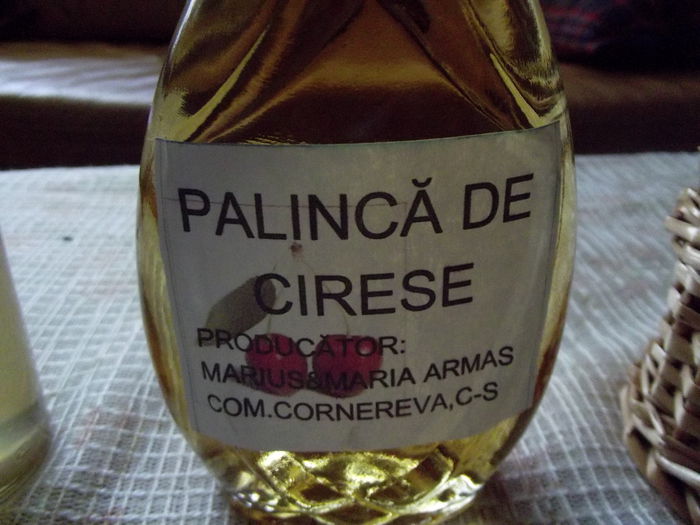 PALINCĂ DE
CIRESE
PRODUCĂTOR:
MARIUS&MARIA ARMAS
COM.CORNEREVA,C-S